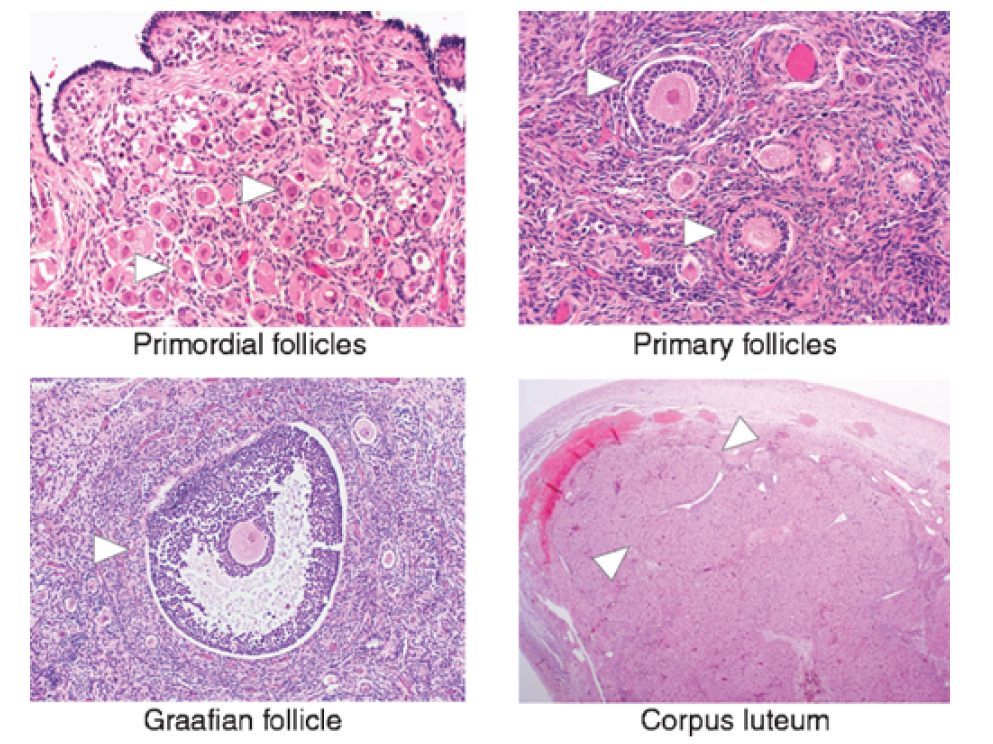 Primordial follicles
Primary follicles
Graafian follicle
Corpus luteum